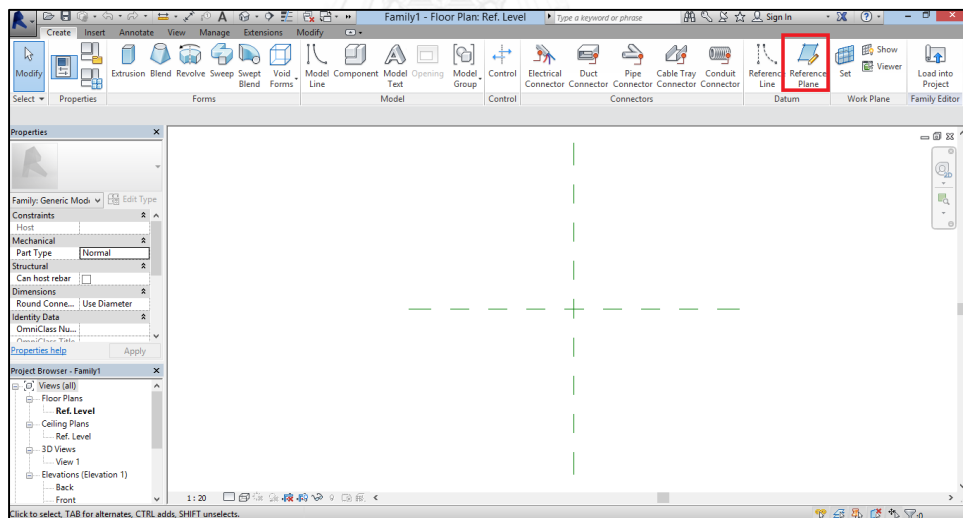 Family1 - Floor Plan: Ref. Level
Type a keyword or phrase
Sign In
Create Insert Annotate View Manage Extensions Modify
Modify
Extrusion Blend Revolve Sweep Swept Blend Void Forms
Model Line Component Model Text Opening Model Group
Control
Electrical Connector Duct Connector Pipe Connector Cable Tray Connector Conduit Connector
Reference Line Reference Plane
Set Show Viewer
Load into Project
Select Properties Forms Model Control Connectors Datum Work Plane Family Editor
Properties
Family: Generic Mode
Edit Type
Constraints
Host
Mechanical
Part Type Normal
Structural
Can host rebar
Dimensions
Round Conne... Use Diameter
Identity Data
OmniClass Nu...
OmniClass Title
Properties help Apply
Project Browser - Family1
Views (all)
Floor Plans
Ref. Level
Ceiling Plans
Ref. Level
3D Views
View 1
Elevations (Elevation 1)
Back
Front
1 : 20
Click to select, TAB for alternates, CTRL adds, SHIFT unselects.
:0
2D